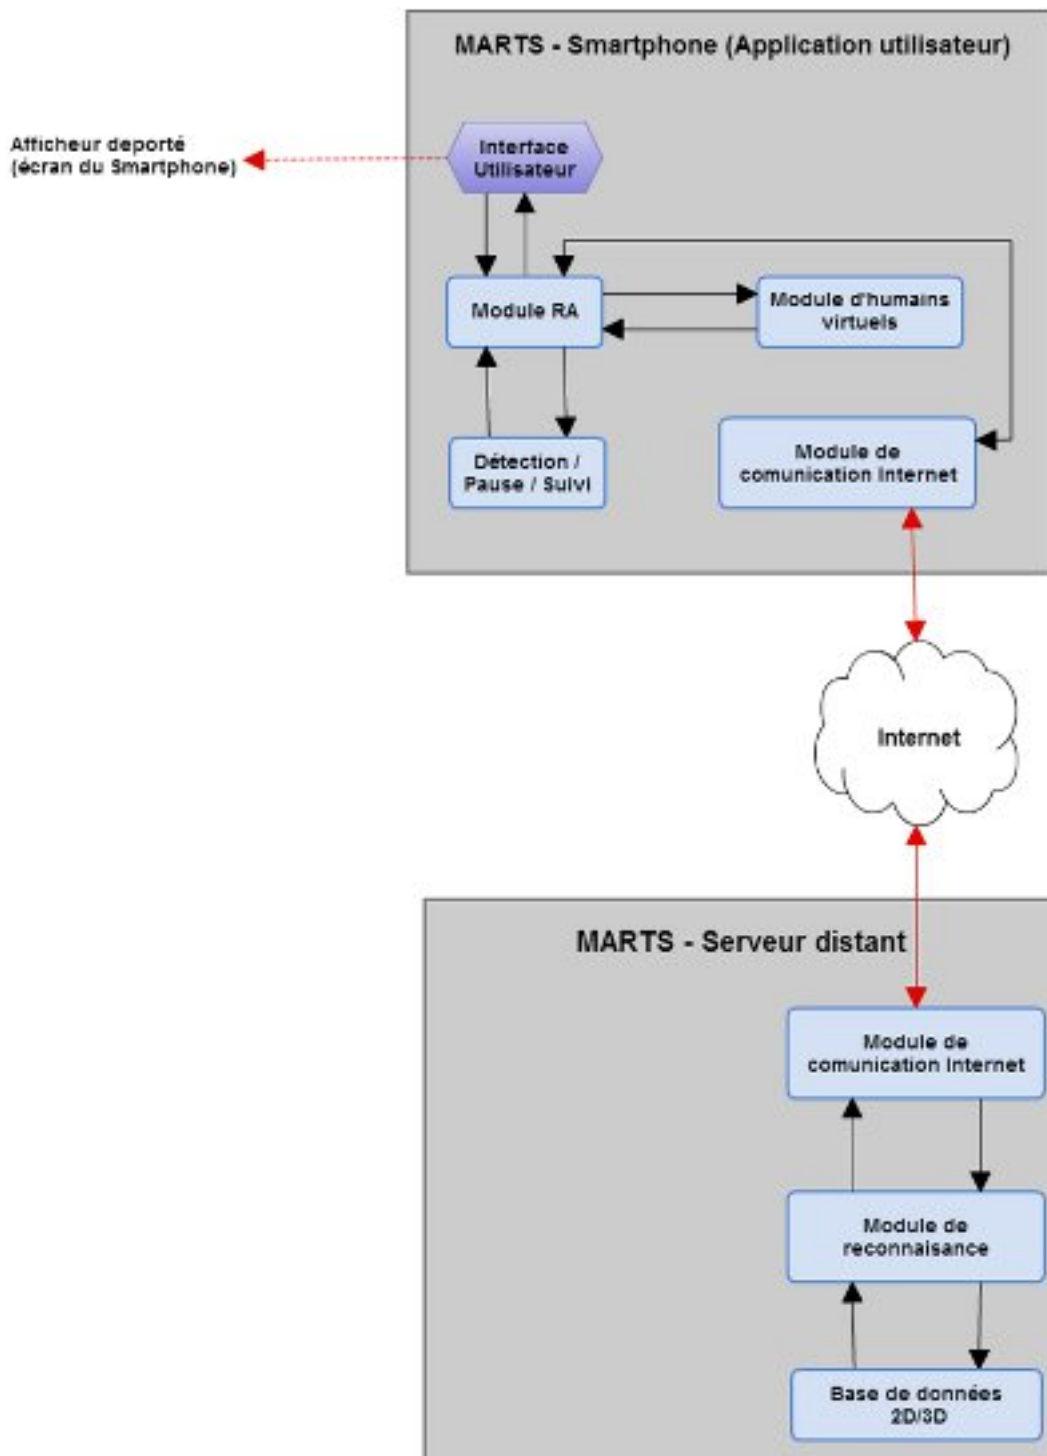 MARTS - Smartphone (Application utilisateur)
Afficheur deporté
(écran du Smartphone)
Interface
Utilisateur
Module RA
Module d'humains
virtuels
Détection /
Pause / Suivi
Module de
comunication Internet
Internet
MARTS - Serveur distant
Module de
comunication Internet
Module de
reconnaisance
Base de données
2D/3D